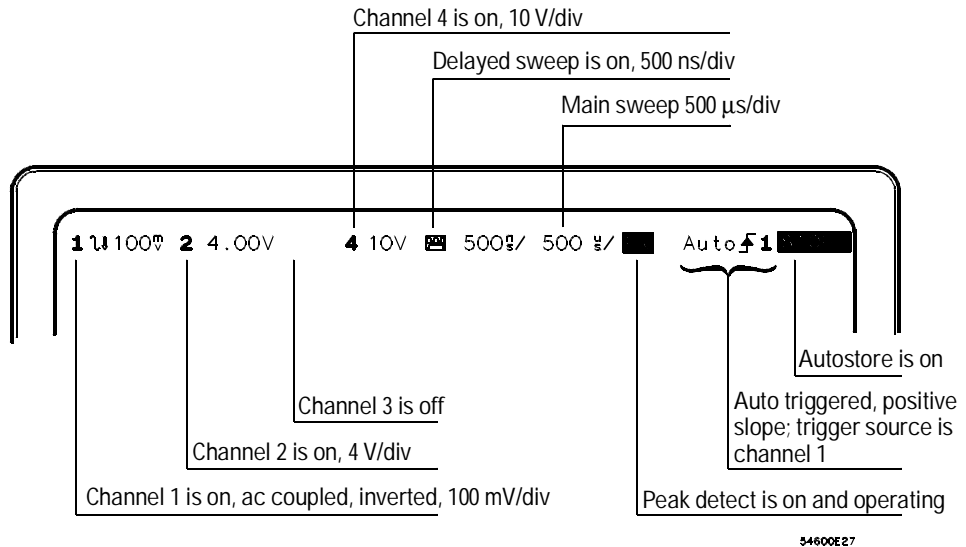 Channel 4 is on, 10 V/div
Delayed sweep is on, 500 ns/div
Main sweep 500 µs/div
1 100mV 2 4.00V 4 10V 500ns/ 500 µs/ Auto 1
Autostore is on
Channel 3 is off
Auto triggered, positive
slope; trigger source is
channel 1
Channel 2 is on, 4 V/div
Channel 1 is on, ac coupled, inverted, 100 mV/div
Peak detect is on and operating
54600E27